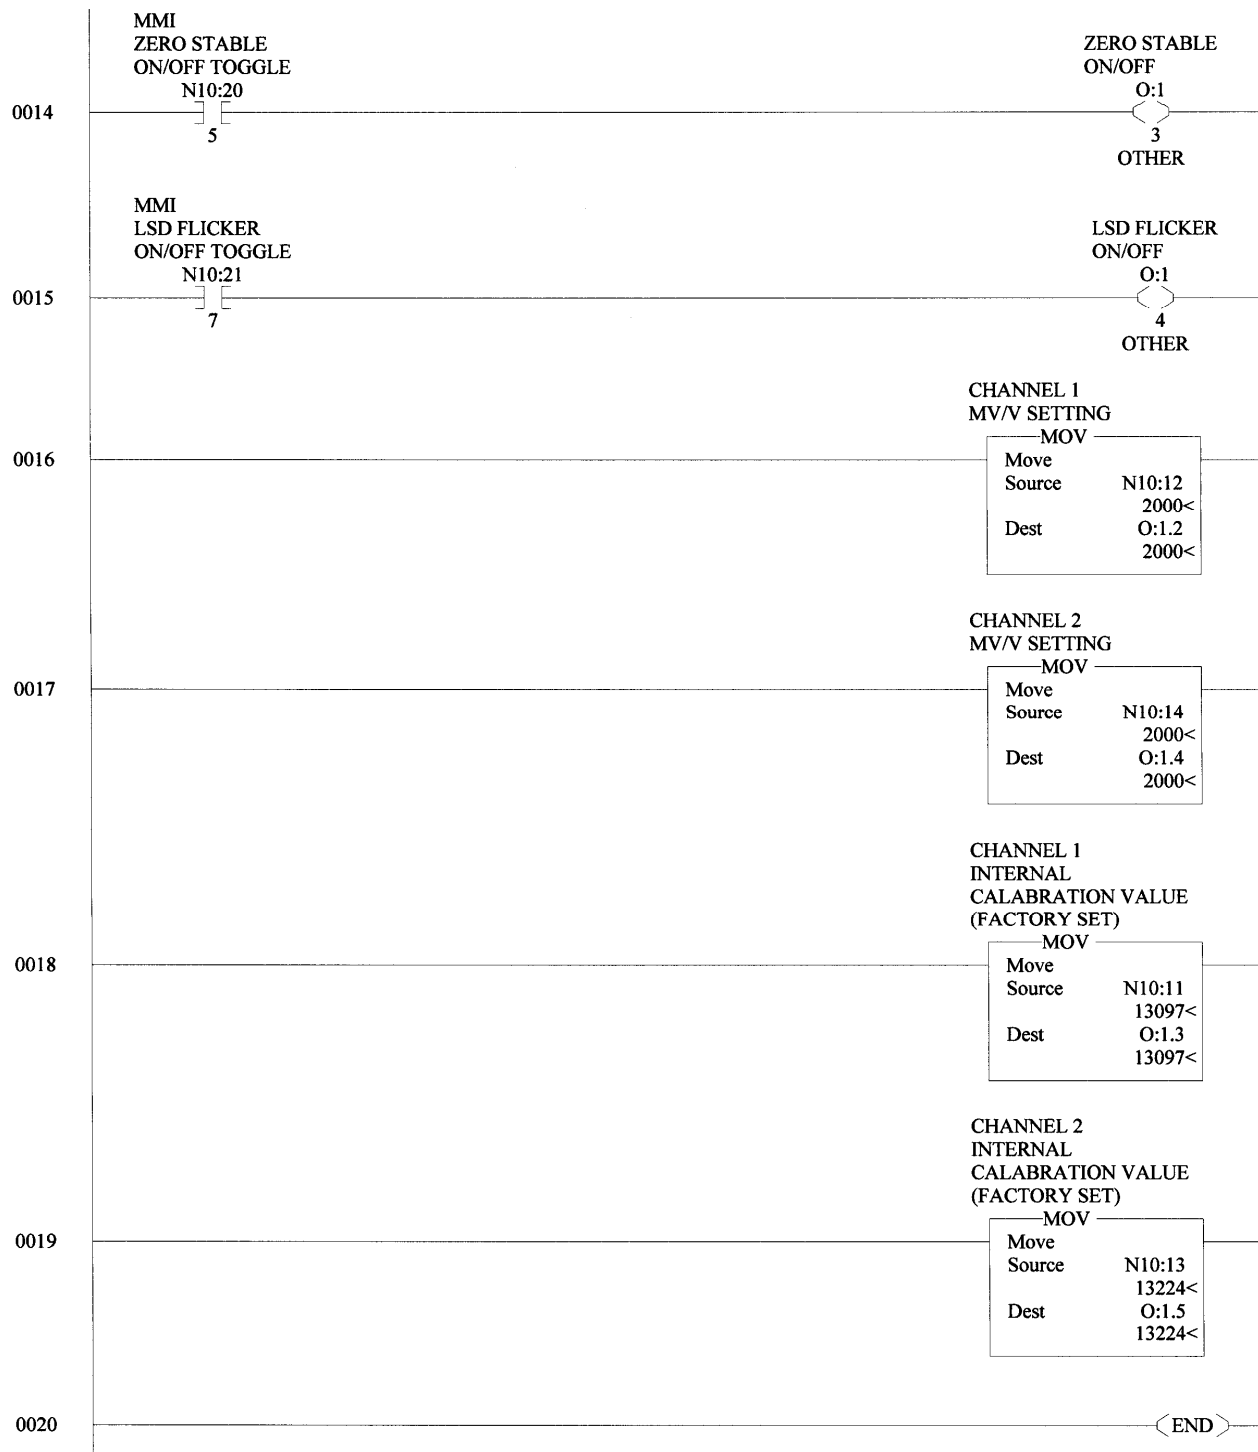 MMI
ZERO STABLE
ON/OFF TOGGLE
N10:20
5
ZERO STABLE
ON/OFF
O:1
3
OTHER
0014
MMI
LSD FLICKER
ON/OFF TOGGLE
N10:21
7
LSD FLICKER
ON/OFF
O:1
4
OTHER
0015
CHANNEL 1
MV/V SETTING
MOV
0016
Move
Source N10:12
2000<
Dest O:1.2
2000<
CHANNEL 2
MV/V SETTING
MOV
0017
Move
Source N10:14
2000<
Dest O:1.4
2000<
CHANNEL 1
INTERNAL
CALABRATION VALUE
(FACTORY SET)
MOV
0018
Move
Source N10:11
13097<
Dest O:1.3
13097<
CHANNEL 2
INTERNAL
CALABRATION VALUE
(FACTORY SET)
MOV
0019
Move
Source N10:13
13224<
Dest O:1.5
13224<
0020
END